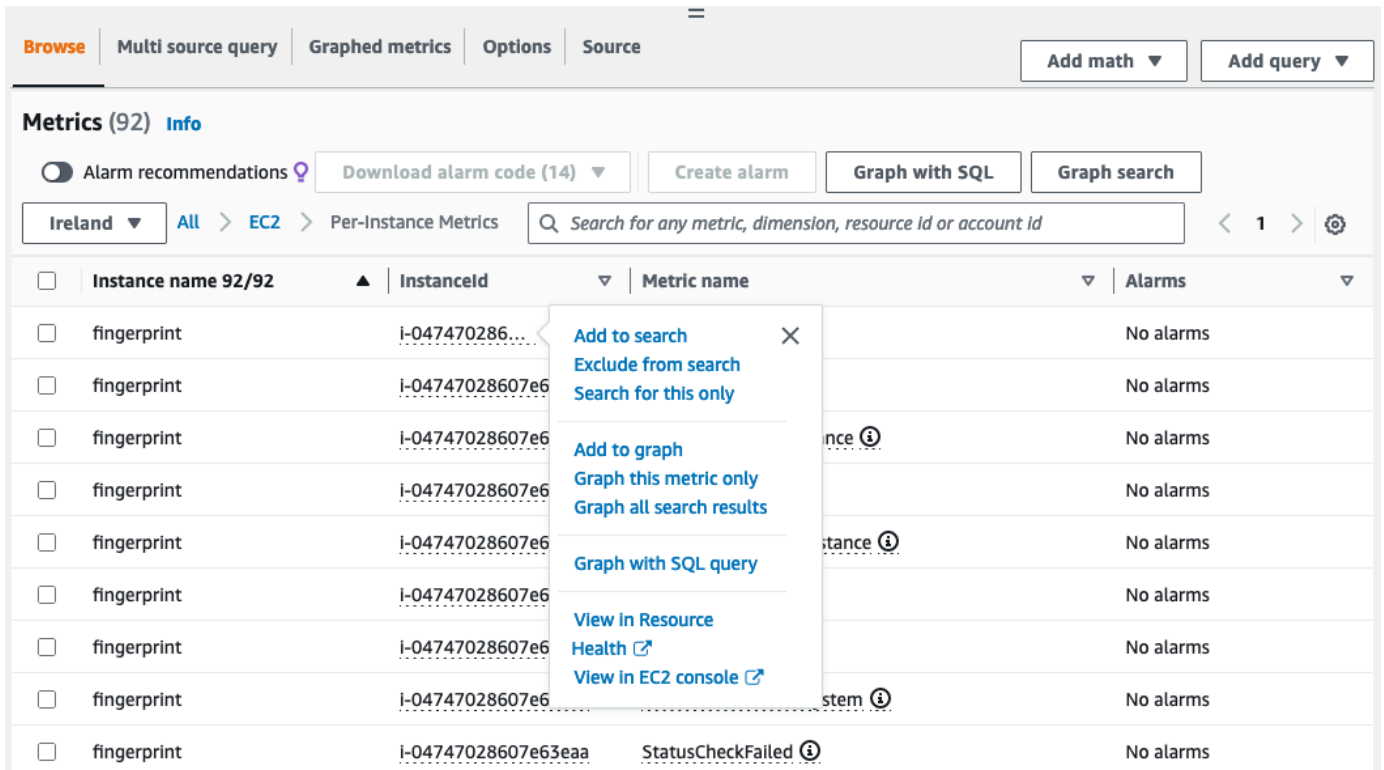 Browse Multi source query Graphed metrics Options Source
Add math Add query
Metrics (92) Info
Alarm recommendations Download alarm code (14) Create alarm Graph with SQL Graph search
Ireland All EC2 Per-Instance Metrics Search for any metric, dimension, resource id or account id 1
Instance name 92/92 InstanceId Metric name Alarms
fingerprint i-047470286... No alarms
fingerprint i-04747028607e6 No alarms
fingerprint i-04747028607e6 No alarms
fingerprint i-04747028607e6 No alarms
fingerprint i-04747028607e6 stance No alarms
fingerprint i-04747028607e6 No alarms
fingerprint i-04747028607e6 No alarms
fingerprint i-04747028607e6 stem No alarms
fingerprint i-04747028607e63eaa StatusCheckFailed No alarms
Add to search
Exclude from search
Search for this only
Add to graph
Graph this metric only
Graph all search results
Graph with SQL query
View in Resource
Health
View in EC2 console